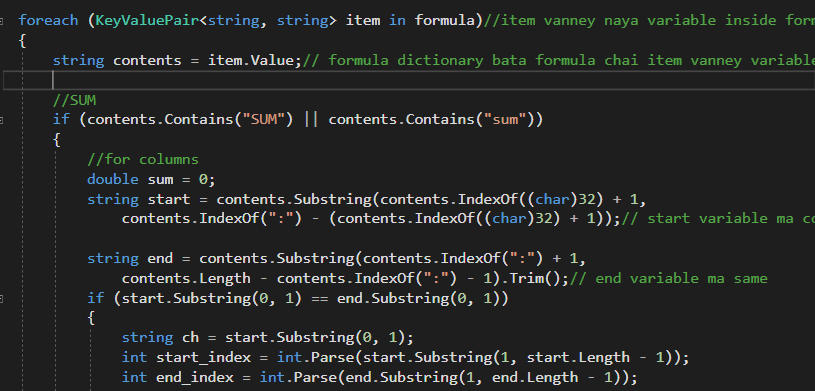 foreach (KeyValuePair<string, string> item in formula)//item vanney naya variable inside
{
string contents = item.Value;// formula dictionary bata formula chai item vanney
//SUM
if (contents.Contains("SUM") || contents.Contains("sum"))
{
//for columns
double sum = 0;
string start = contents.Substring(contents.IndexOf((char)32) + 1,
contents.IndexOf(":") - (contents.IndexOf((char)32) + 1));// start variable ma
string end = contents.Substring(contents.IndexOf(":") + 1,
contents.Length - contents.IndexOf(":") - 1).Trim();// end variable ma same
if (start.Substring(0, 1) == end.Substring(0, 1))
{
string ch = start.Substring(0, 1);
int start_index = int.Parse(start.Substring(1, start.Length - 1));
int end_index = int.Parse(end.Substring(1, end.Length - 1));